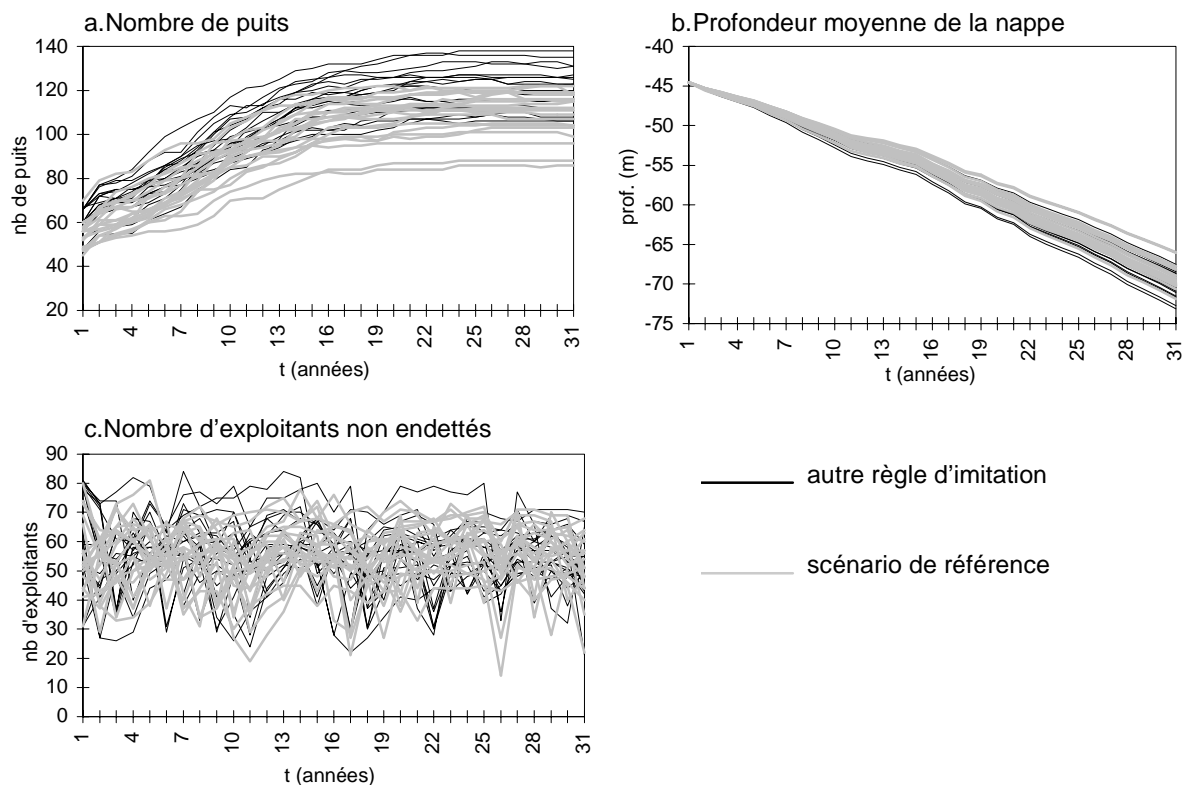 a.Nombre de puits
140
120
100
80
60
40
20
nb de puits
1 4 7 10 13 16 19 22 25 28 31
t (années)
b.Profondeur moyenne de la nappe
-40
-45
-50
-55
-60
-65
-70
-75
prof. (m)
1 4 7 10 13 16 19 22 25 28 31
t (années)
c.Nombre d’exploitants non endettés
90
80
70
60
50
40
30
20
10
0
nb d'exploitants
1 4 7 10 13 16 19 22 25 28 31
t (années)
autre règle d’imitation
scénario de référence